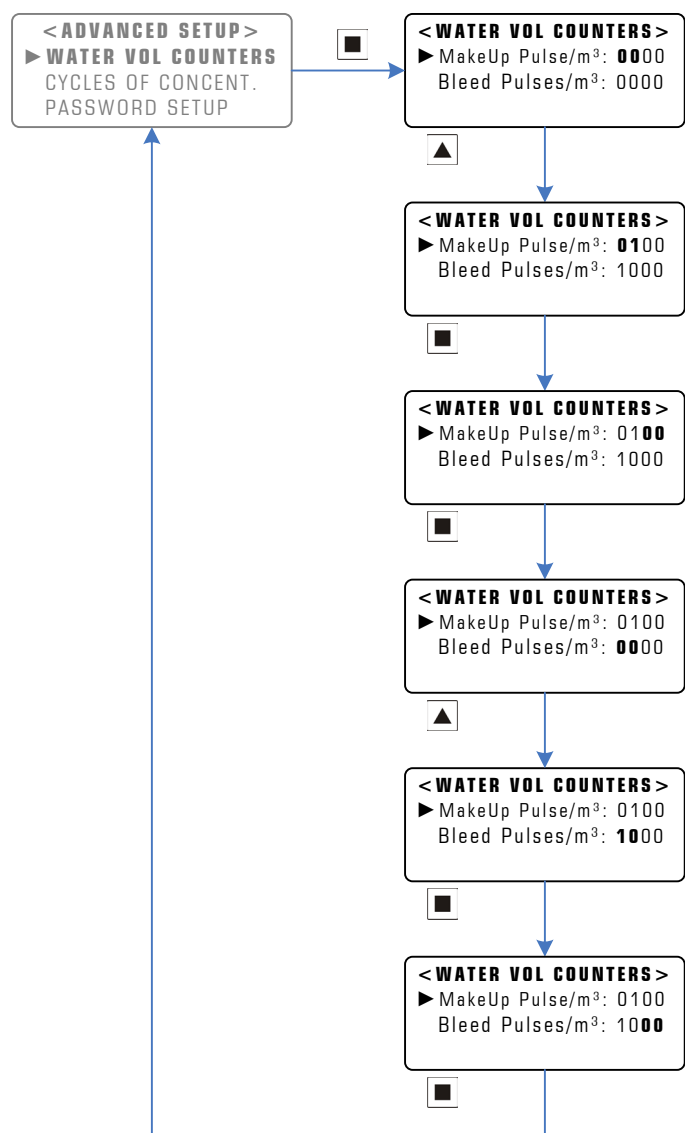 <ADVANCED SETUP>
►WATER VOL COUNTERS
CYCLES OF CONCENT.
PASSWORD SETUP
<WATER VOL COUNTERS>
►MakeUp Pulse/m³: 0000
Bleed Pulses/m³: 0000
<WATER VOL COUNTERS>
►MakeUp Pulse/m³: 0100
Bleed Pulses/m³: 1000
<WATER VOL COUNTERS>
►MakeUp Pulse/m³: 0100
Bleed Pulses/m³: 1000
<WATER VOL COUNTERS>
►MakeUp Pulse/m³: 0100
Bleed Pulses/m³: 0000
<WATER VOL COUNTERS>
►MakeUp Pulse/m³: 0100
Bleed Pulses/m³: 1000
<WATER VOL COUNTERS>
►MakeUp Pulse/m³: 0100
Bleed Pulses/m³: 1000